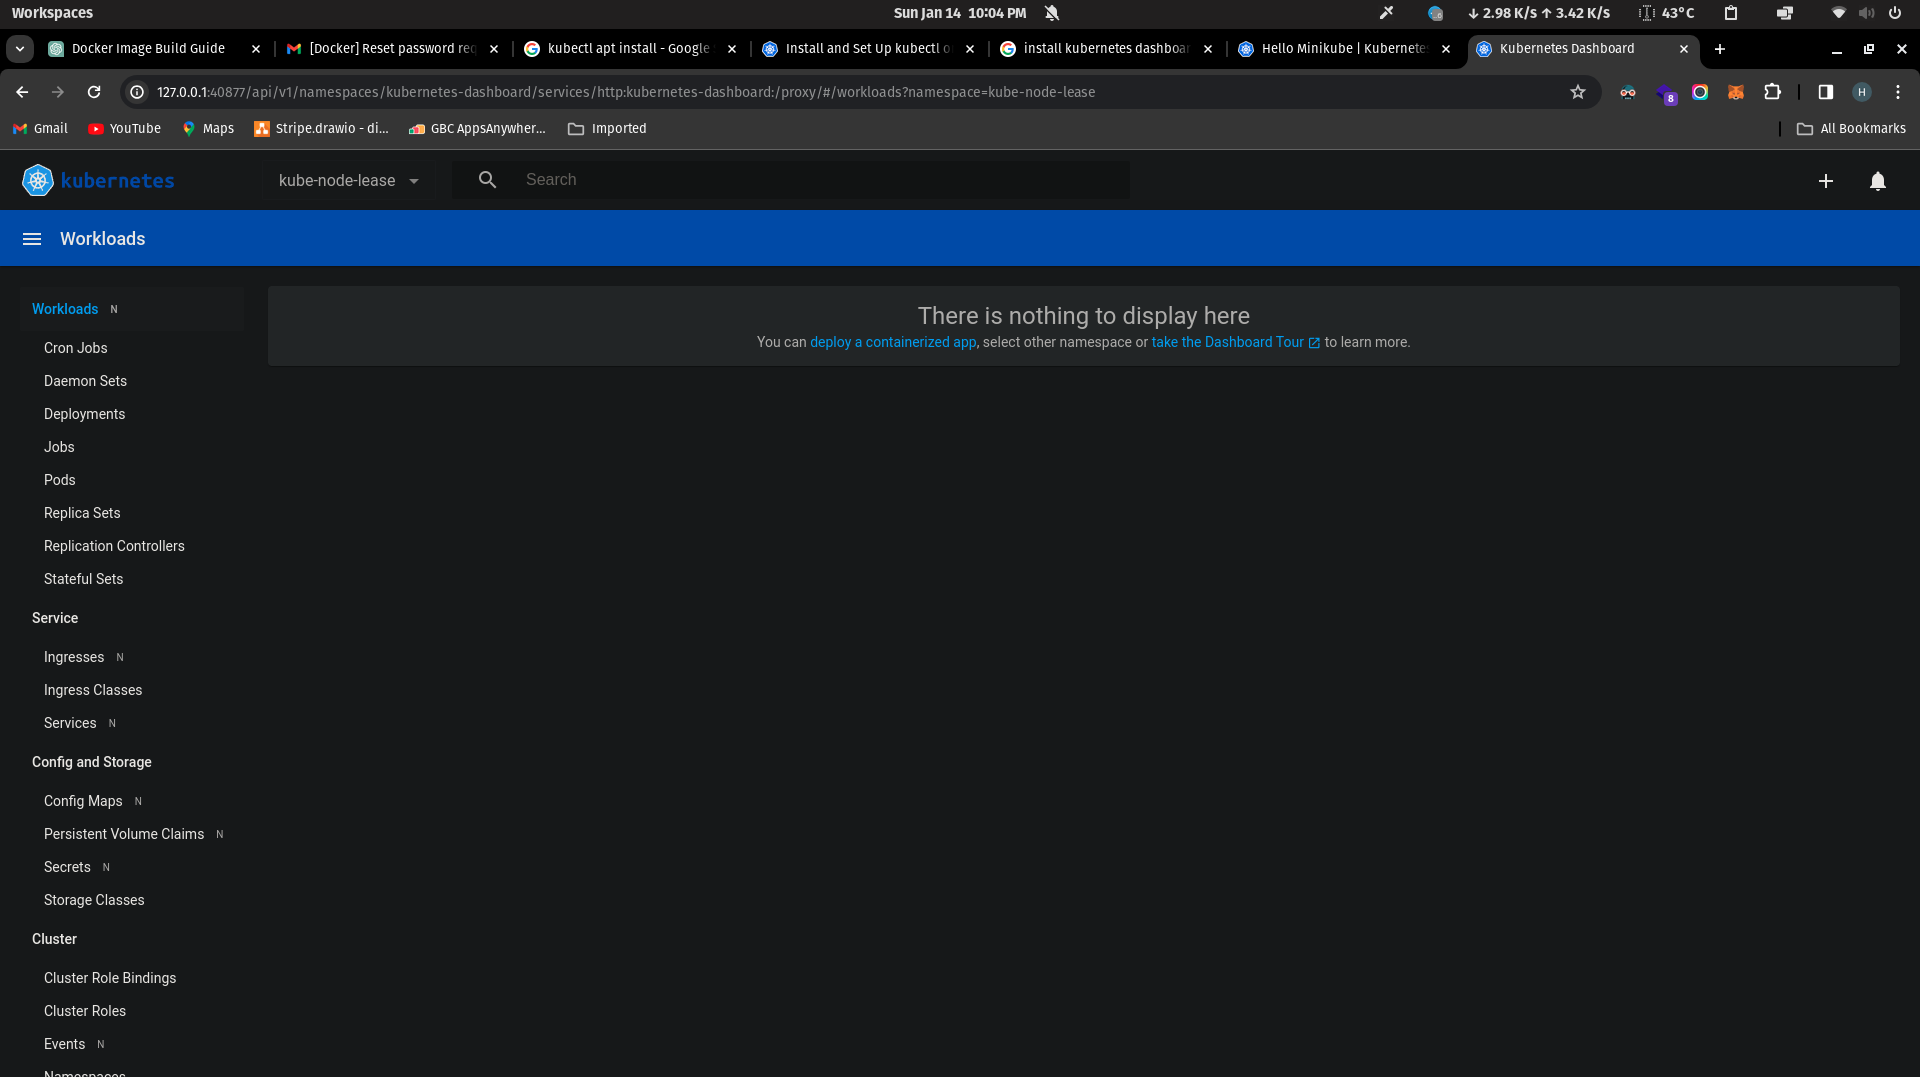 Workspaces
Sun Jan 14 10:04 PM
↓ 2.98 K/s ↑ 3.42 K/s
43°C
Docker Image Build Guide
[Docker] Reset password req
kubectl apt install - Google
Install and Set Up kubectl o
install kubernetes dashboar
Hello Minikube | Kubernete
Kubernetes Dashboard
127.0.0.1:40877/api/v1/namespaces/kubernetes-dashboard/services/http:kubernetes-dashboard:/proxy/#/workloads?namespace=kube-node-lease
8
H
Gmail
YouTube
Maps
Stripe.drawio - di...
GBC AppsAnywher...
Imported
All Bookmarks
kubernetes
kube-node-lease
Search
Workloads
Workloads N
Cron Jobs
Daemon Sets
Deployments
Jobs
Pods
Replica Sets
Replication Controllers
Stateful Sets
Service
Ingresses N
Ingress Classes
Services N
Config and Storage
Config Maps N
Persistent Volume Claims N
Secrets N
Storage Classes
Cluster
Cluster Role Bindings
Cluster Roles
Events N
Namespaces
There is nothing to display here
You can deploy a containerized app, select other namespace or take the Dashboard Tour to learn more.